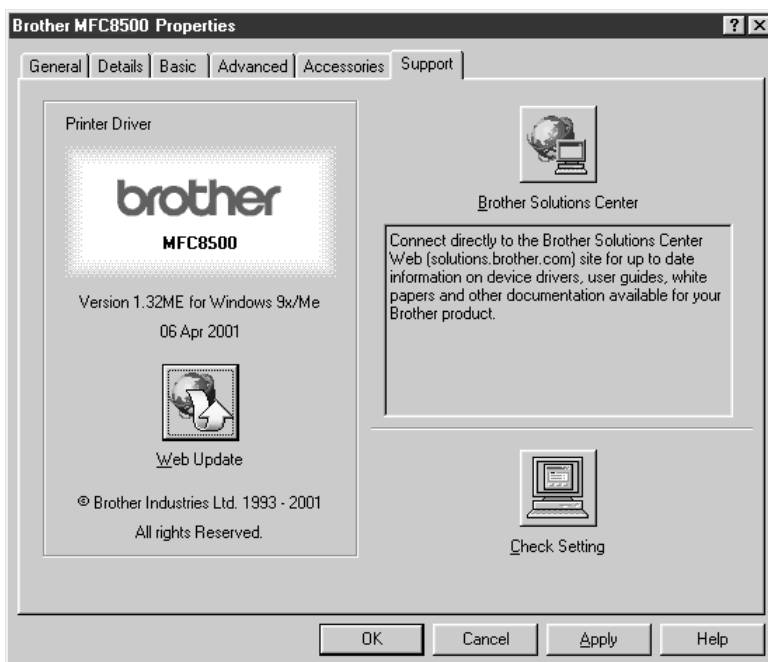 Brother MFC8500 Properties
General Details Basic Advanced Accessories Support
Printer Driver
brother
MFC8500
Version 1.32ME for Windows 9x/Me
06 Apr 2001
Web Update
© Brother Industries Ltd. 1993 - 2001
All rights Reserved.
Brother Solutions Center
Connect directly to the Brother Solutions Center
Web (solutions.brother.com) site for up to date
information on device drivers, user guides, white
papers and other documentation available for your
Brother product.
Check Setting
OK Cancel Apply Help